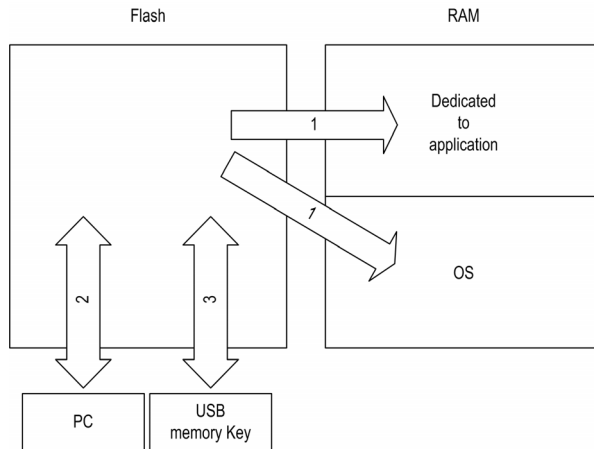 Flash
RAM
1
Dedicated
to
application
1
OS
2
3
PC
USB
memory Key